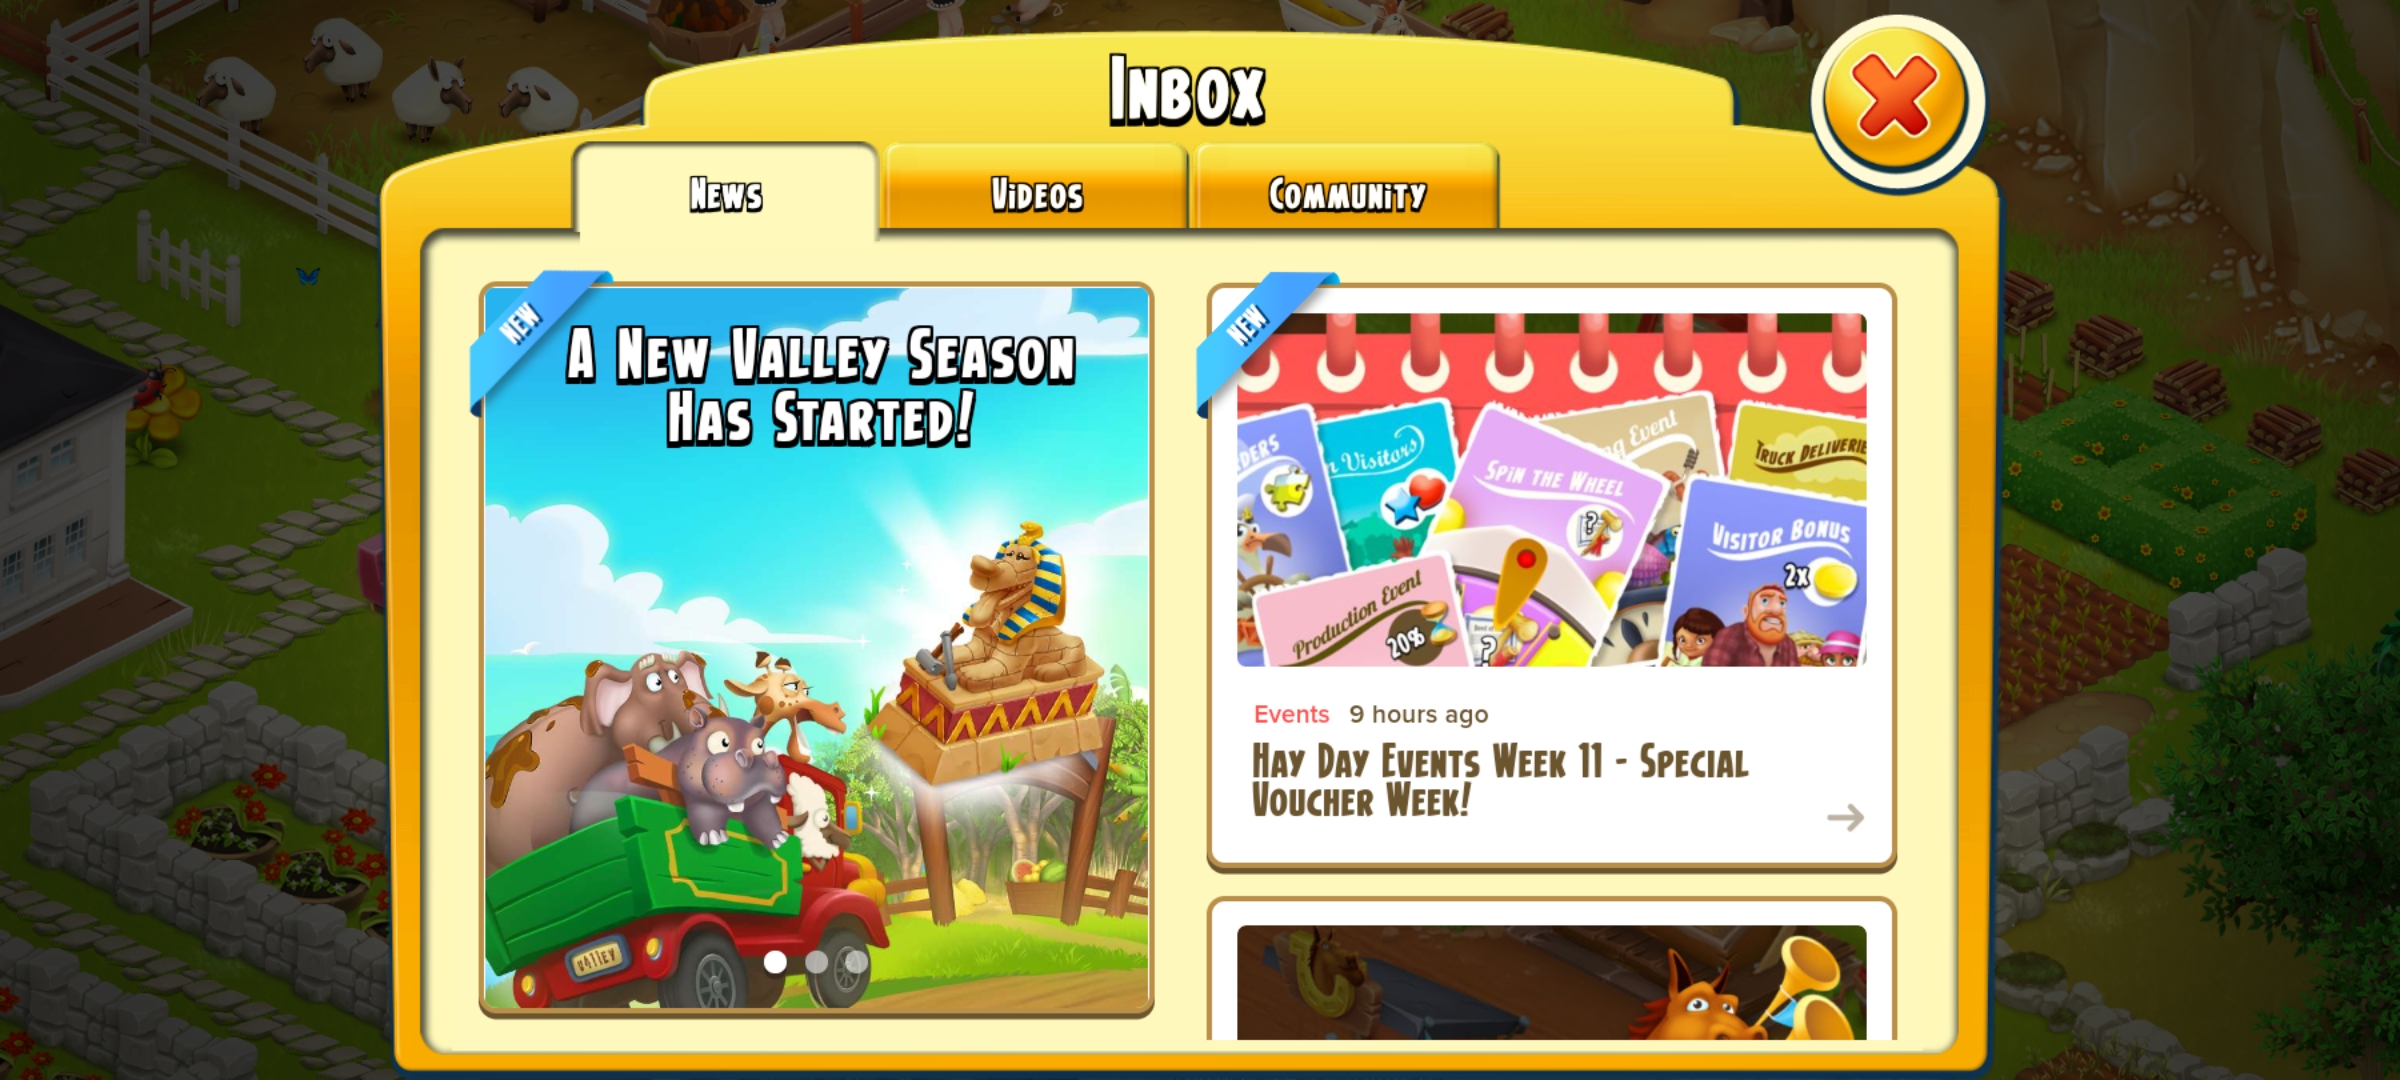 Inbox
News
Videos
Community
NEW
A New Valley Season
Has Started!
VALLEY
NEW
Visitors
Spin the Wheel
Event
Truck Deliverie
Visitor Bonus
2x
Production Event
20%
?
?
Events 9 hours ago
Hay Day Events Week 11 - Special
Voucher Week!